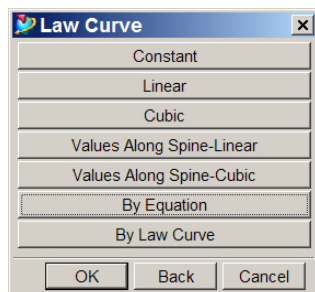 Law Curve
Constant
Linear
Cubic
Values Along Spine-Linear
Values Along Spine-Cubic
By Equation
By Law Curve
OK Back Cancel